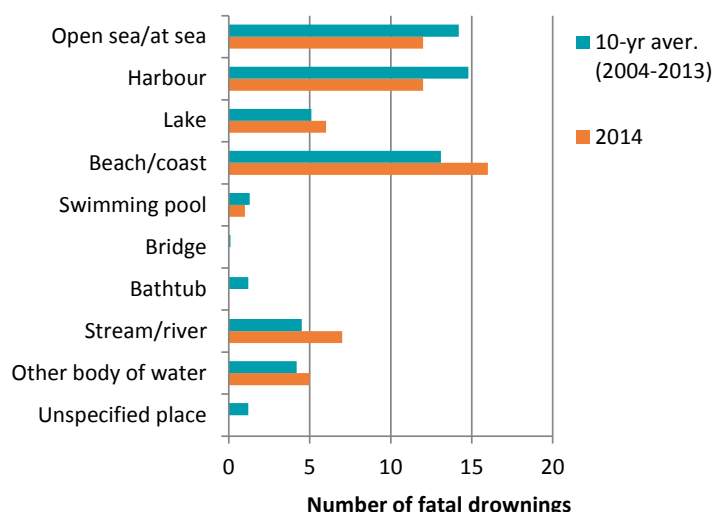 Open sea/at sea
Harbour
Lake
Beach/coast
Swimming pool
Bridge
Bathtub
Stream/river
Other body of water
Unspecified place
0 5 10 15 20
Number of fatal drownings
10-yr aver.
(2004-2013)
2014